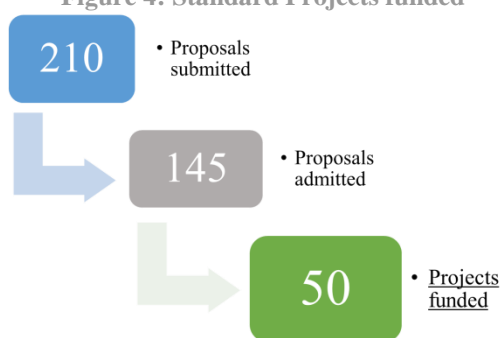 Figure 4: Standard Projects funded
210
• Proposals
submitted
145
• Proposals
admitted
50
• Projects
funded